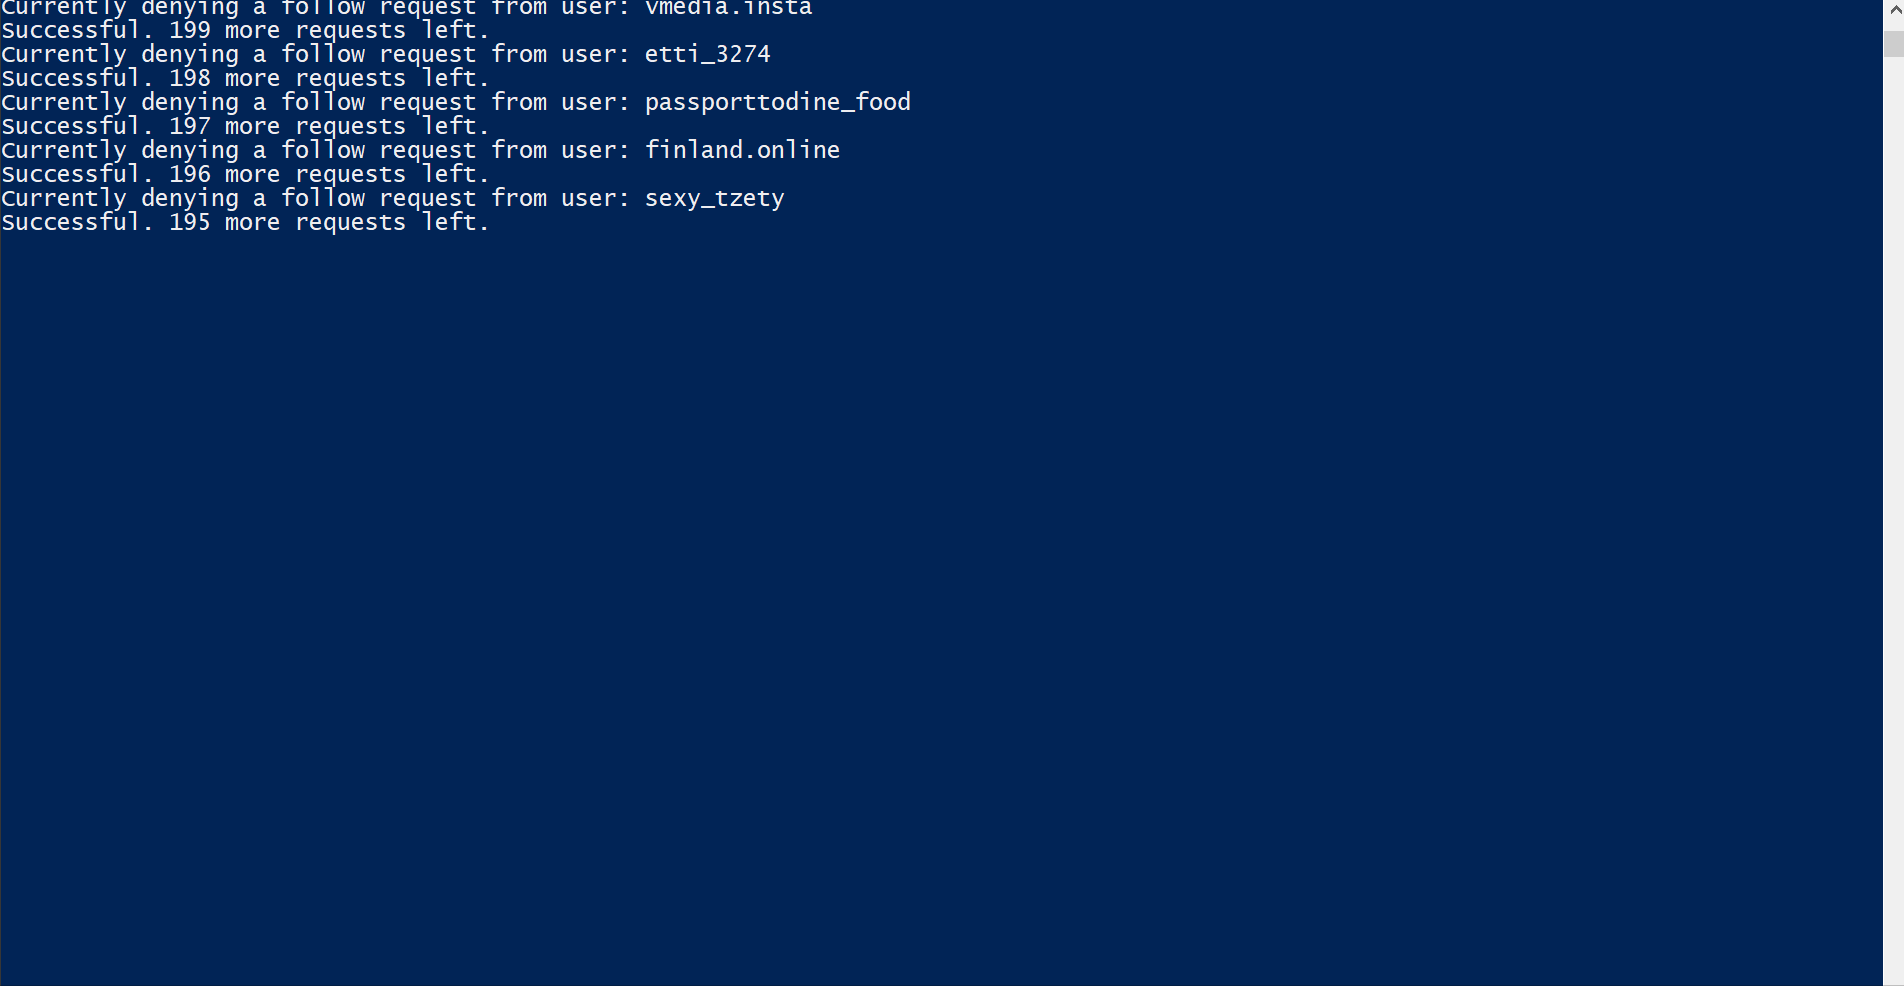 Currently denying a follow request from user: vmedia.insta
Successful. 199 more requests left.
Currently denying a follow request from user: etti_3274
Successful. 198 more requests left.
Currently denying a follow request from user: passporttodine_food
Successful. 197 more requests left.
Currently denying a follow request from user: finland.online
Successful. 196 more requests left.
Currently denying a follow request from user: sexy_tzety
Successful. 195 more requests left.